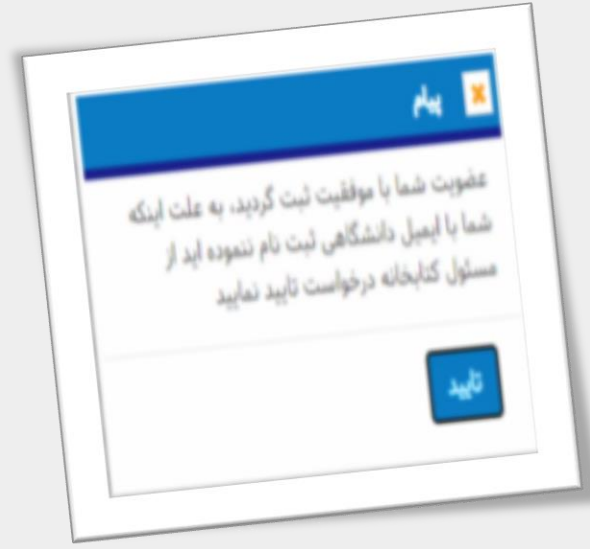 پیام
عضویت شما با موفقیت ثبت گردید، به علت اینکه
شما با ایمیل دانشگاهی ثبت نام ننموده اید از
مسئول کتابخانه درخواست تایید نمایید
تایید